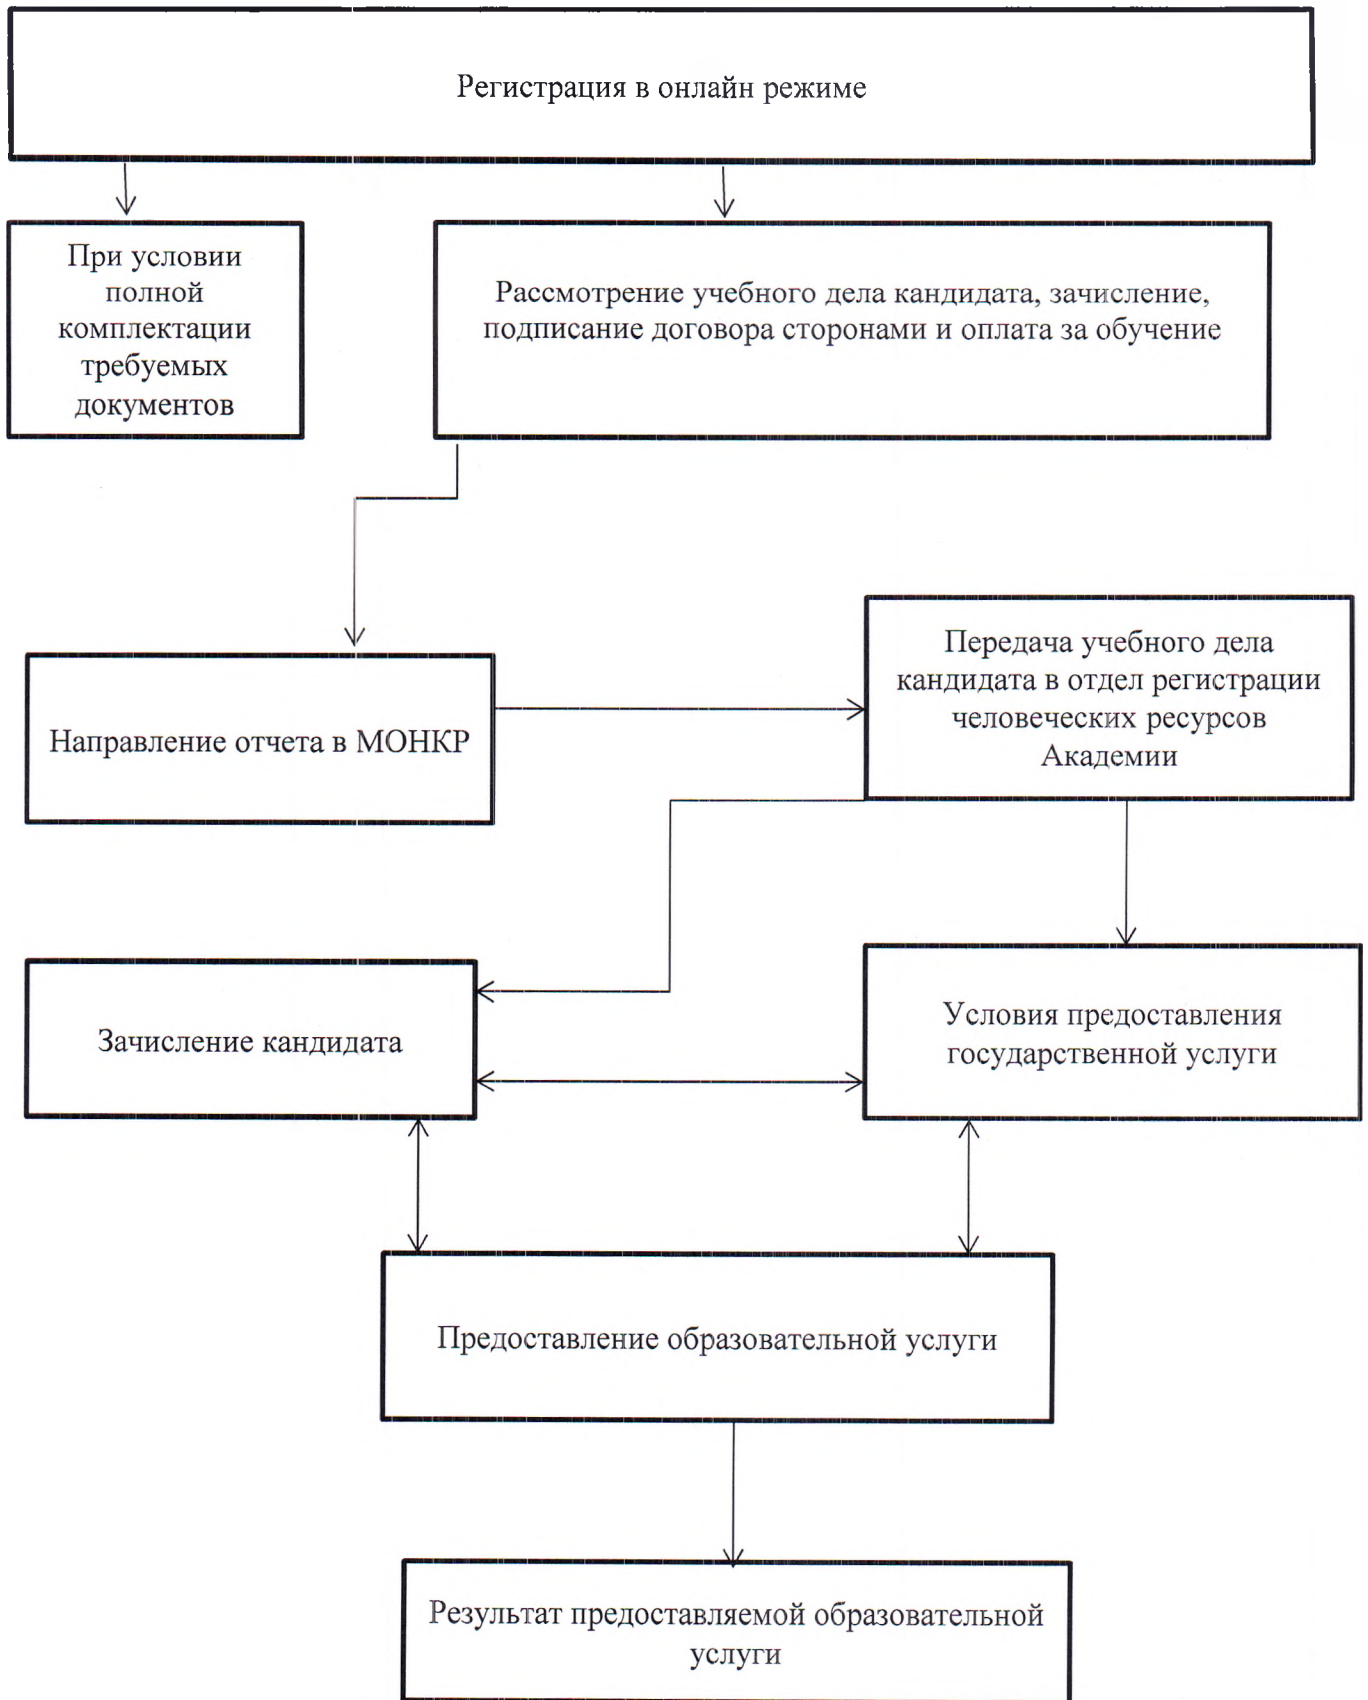 Регистрация в онлайн режиме
При условии
полной
комплектации
требуемых
документов
Рассмотрение учебного дела кандидата, зачисление,
подписание договора сторонами и оплата за обучение
Направление отчета в МОНКР
Передача учебного дела
кандидата в отдел регистрации
человеческих ресурсов
Академии
Зачисление кандидата
Условия предоставления
государственной услуги
Предоставление образовательной услуги
Результат предоставляемой образовательной
услуги